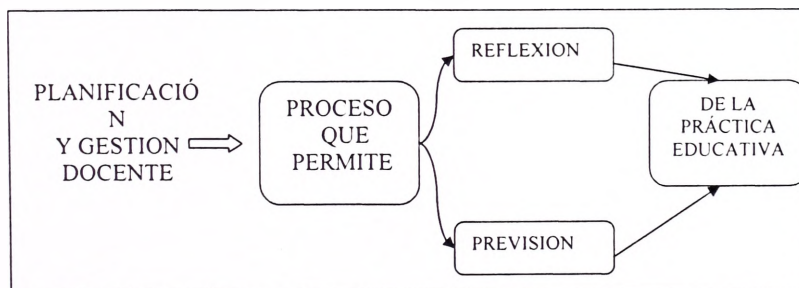 PLANIFICACIÓ
N
Y GESTION
DOCENTE
PROCESO
QUE
PERMITE
REFLEXION
PREVISION
DE LA
PRÁCTICA
EDUCATIVA